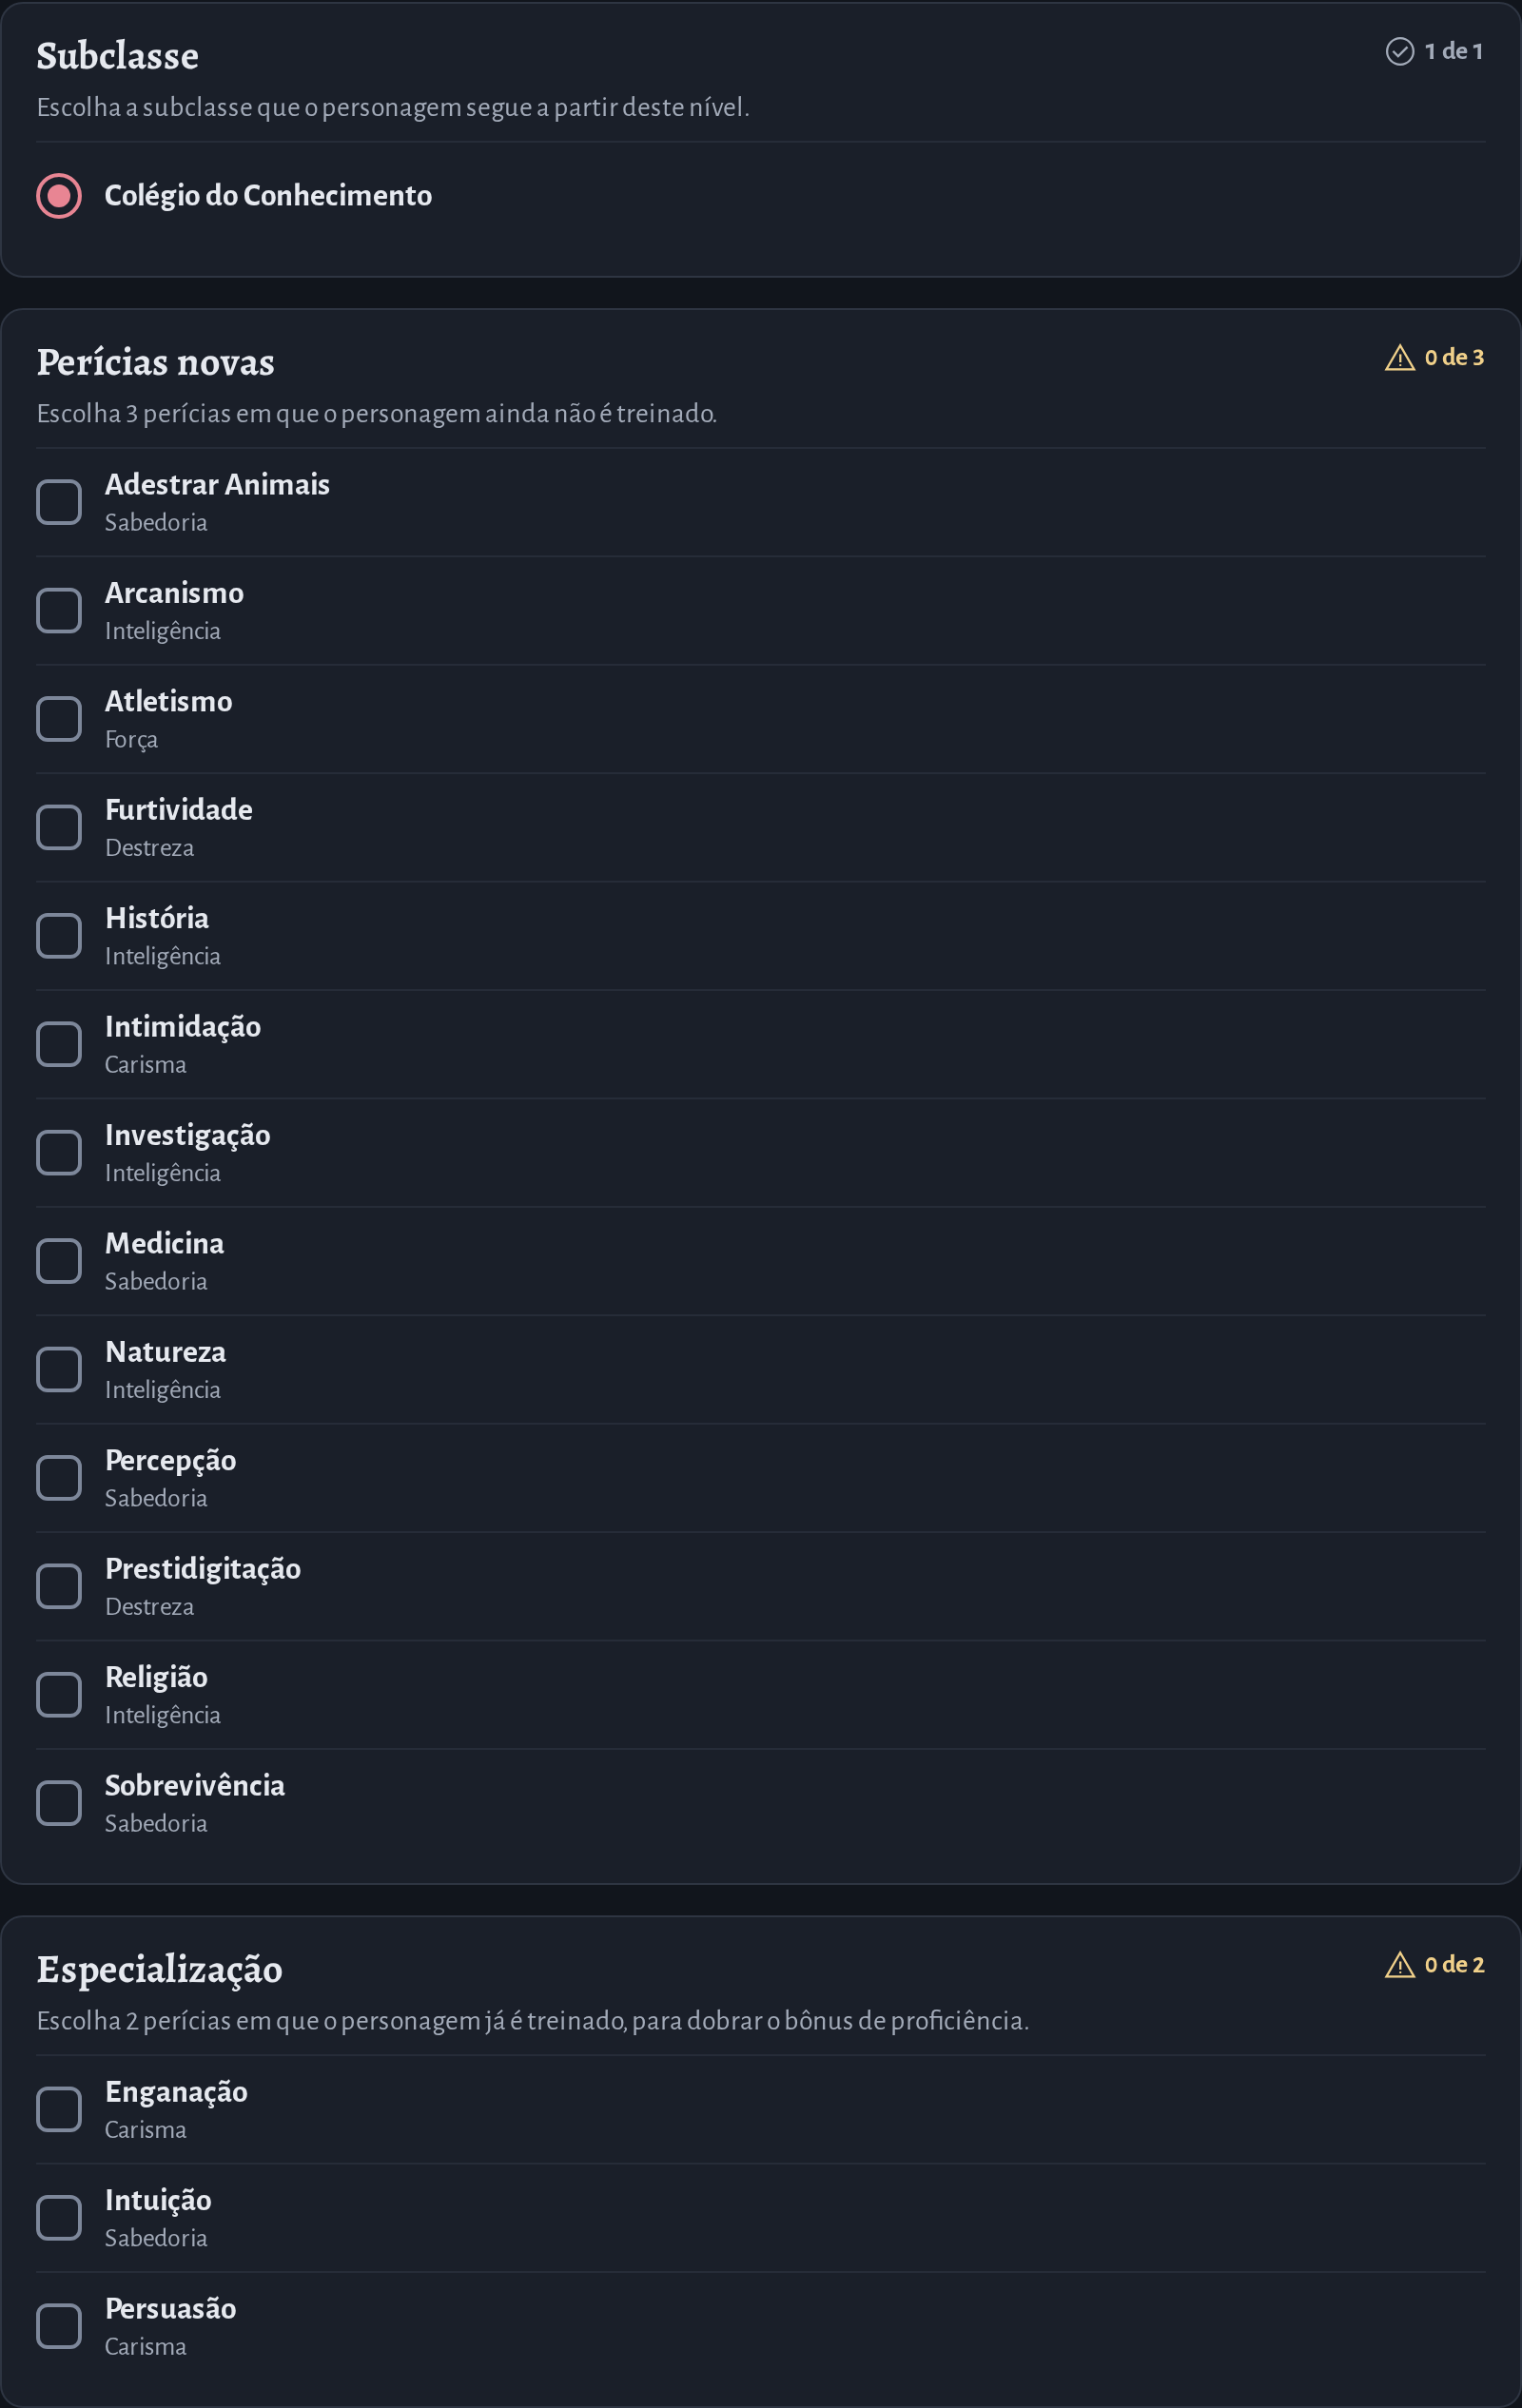 Subclasse
1 de 1
Escolha a subclasse que o personagem segue a partir deste nível.
Colégio do Conhecimento
Perícias novas
0 de 3
Escolha 3 perícias em que o personagem ainda não é treinado.
Adestrar Animais
Sabedoria
Arcanismo
Inteligência
Atletismo
Força
Furtividade
Destreza
História
Inteligência
Intimidação
Carisma
Investigação
Inteligência
Medicina
Sabedoria
Natureza
Inteligência
Percepção
Sabedoria
Prestidigitação
Destreza
Religião
Inteligência
Sobrevivência
Sabedoria
Especialização
0 de 2
Escolha 2 perícias em que o personagem já é treinado, para dobrar o bônus de proficiência.
Enganação
Carisma
Intuição
Sabedoria
Persuasão
Carisma